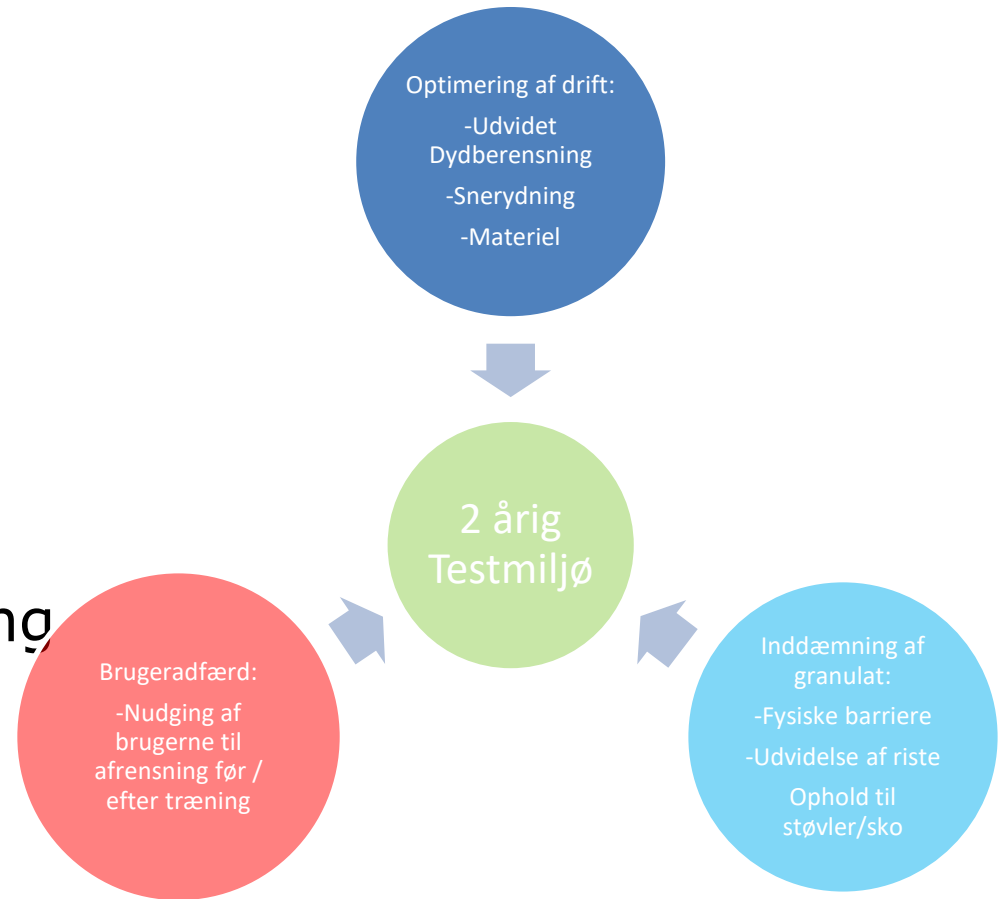 Optimering af drift:
-Udvidet
Dydberensning
-Snerydning
-Materiel
2 årig
Testmiljø
ng
Brugeradfærd:
-Nudging af
brugerne til
afrensning før /
efter træning
Inddæmning af
granulat:
-Fysiske barriere
-Udvidelse af riste
Ophold til
støvler/sko